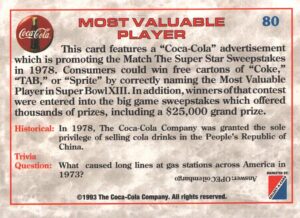 MOST VALUABLE
PLAYER
80
Coca-Cola
This card features a "Coca-Cola" advertisement
which is promoting the Match The Super Star Sweepstakes
in 1978. Consumers could win free cartons of "Coke,"
"TAB," or "Sprite" by correctly naming the Most Valuable
Player in Super Bowl XIII. In addition, winners of that contest
were entered into the big game sweepstakes which offered
thousands of prizes, including a $25,000 grand prize.
Historical: In 1978, The Coca-Cola Company was granted the sole
privilege of selling cola drinks in the People's Republic of
China.
Trivia
Question: What caused long lines at gas stations across America in
1973?
Answer: OPEC oil embargo
©1993 The Coca-Cola Company. All rights reserved.